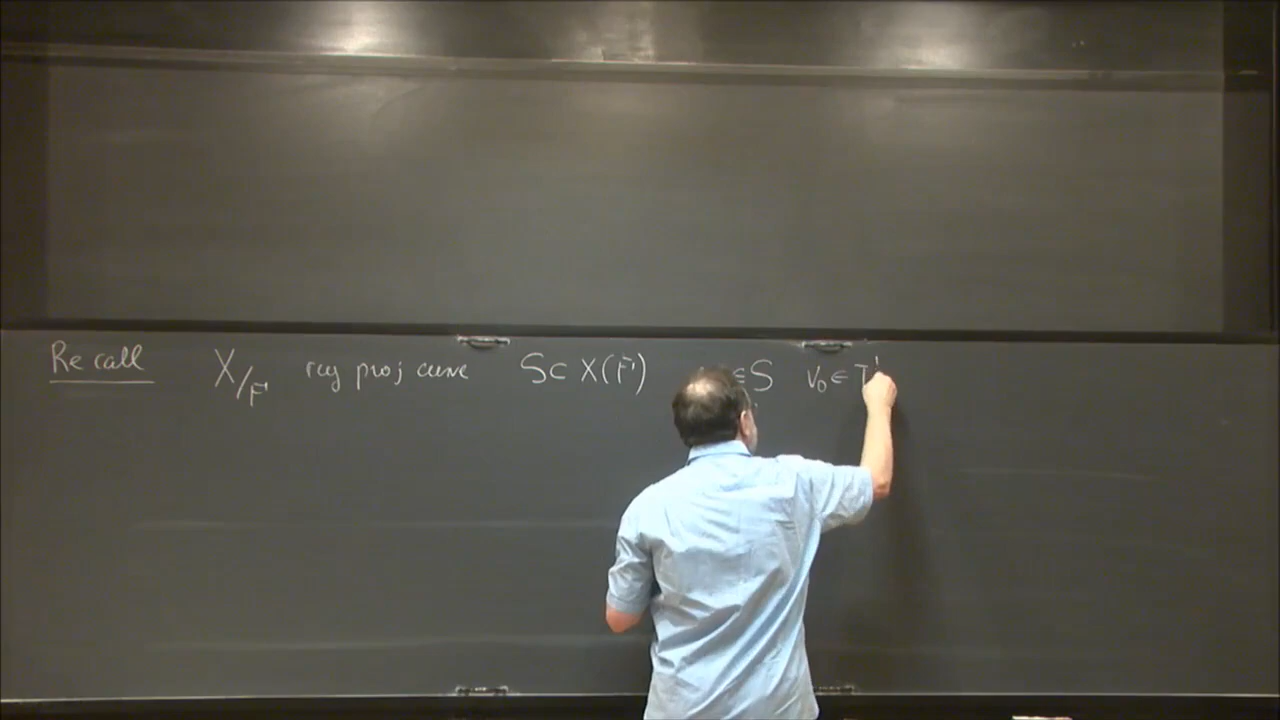 Recall X/F reg proj curve S⊂X(F) ∈S v₀∈T'